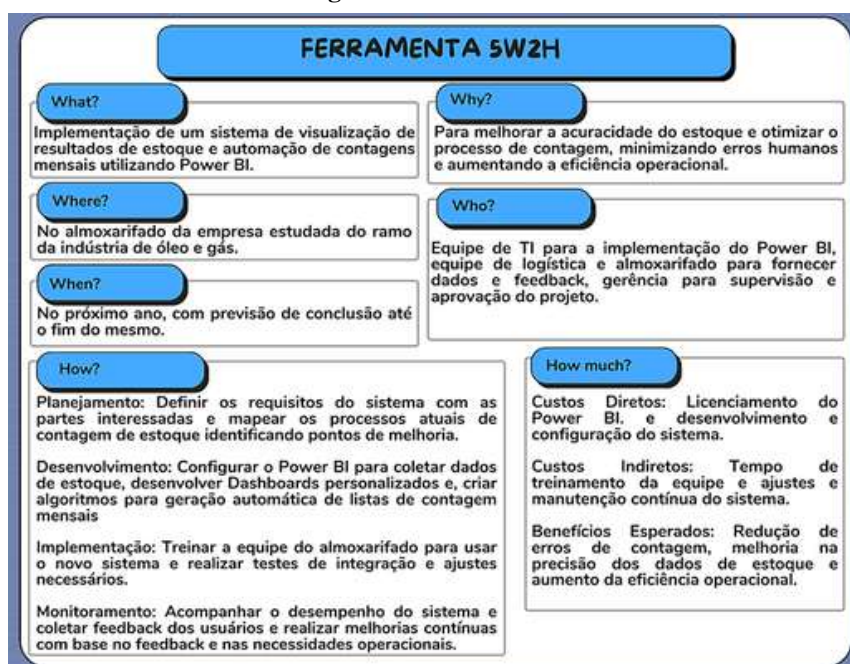 FERRAMENTA 5W2H
What?
Implementação de um sistema de visualização de
resultados de estoque e automação de contagens
mensais utilizando Power BI.
Why?
Para melhorar a acuracidade do estoque e otimizar o
processo de contagem, minimizando erros humanos
e aumentando a eficiência operacional.
Where?
No almoxarifado da empresa estudada do ramo
da indústria de óleo e gás.
Who?
Equipe de TI para a implementação do Power BI,
equipe de logística e almoxarifado para fornecer
dados e feedback, gerência para supervisão e
aprovação do projeto.
When?
No próximo ano, com previsão de conclusão até
o fim do mesmo.
How?
Planejamento: Definir os requisitos do sistema com as
partes interessadas e mapear os processos atuais de
contagem de estoque identificando pontos de melhoria.
Desenvolvimento: Configurar o Power BI para coletar dados
de estoque, desenvolver Dashboards personalizados e, criar
algoritmos para geração automática de listas de contagem
mensais
Implementação: Treinar a equipe do almoxarifado para usar
o novo sistema e realizar testes de integração e ajustes
necessários.
Monitoramento: Acompanhar o desempenho do sistema e
coletar feedback dos usuários e realizar melhorias contínuas
com base no feedback e nas necessidades operacionais.
How much?
Custos Diretos: Licenciamento do
Power BI. e desenvolvimento e
configuração do sistema.
Custos Indiretos: Tempo de
treinamento da equipe e ajustes e
manutenção contínua do sistema.
Benefícios Esperados: Redução de
erros de contagem, melhoria na
precisão dos dados de estoque e
aumento da eficiência operacional.